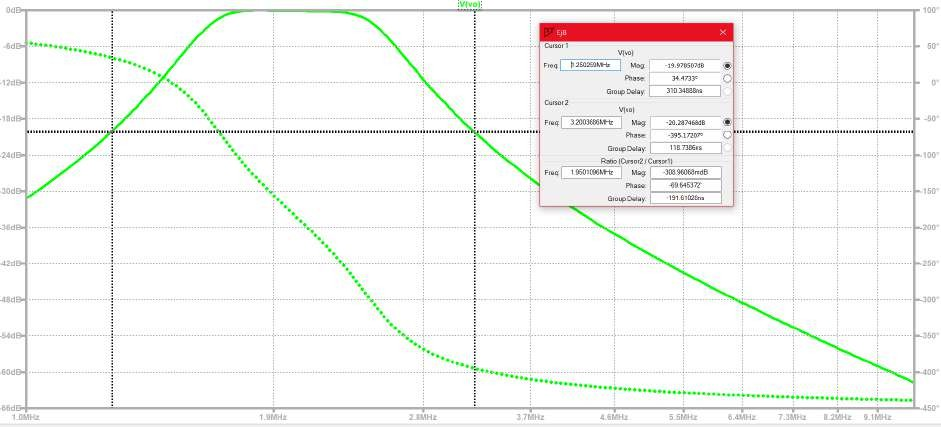 V(vo)
0dB
-6dB
-12dB
-18dB
-24dB
-30dB
-36dB
-42dB
-48dB
-54dB
-60dB
-66dB
100°
50°
0°
-50°
-100°
-150°
-200°
-250°
-300°
-350°
-400°
-450°
1.0MHz
1.9MHz
2.8MHz
3.7MHz
4.6MHz
5.5MHz
6.4MHz
7.3MHz
8.2MHz
9.1MHz
EjB
Cursor 1
V(vo)
Freq: 1.250259MHz Mag: -19.978507dB
Phase: 34.4733°
Group Delay: 310.34888ns
Cursor 2
V(vo)
Freq: 3.2003686MHz Mag: -20.287468dB
Phase: -395.17207°
Group Delay: 118.7386ns
Ratio (Cursor2 / Cursor1)
Freq: 1.9501096MHz Mag: -308.96068mdB
Phase: -69.645372°
Group Delay: -191.61028ns